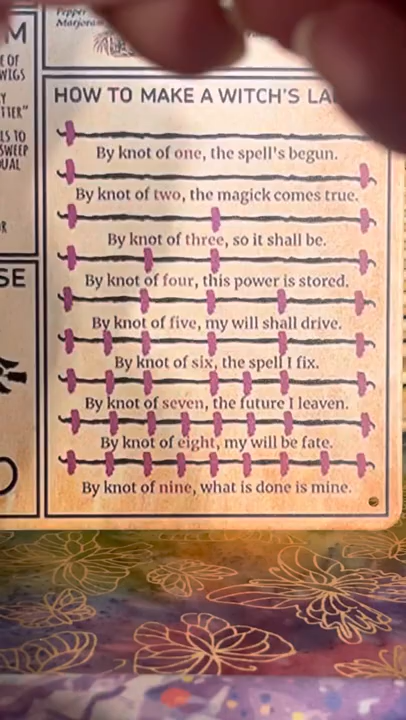 Pepper
Marjoram
M
E OF
WIGS
Y
TTER"
LS TO
SWEEP
UAL
R
SE
HOW TO MAKE A WITCH'S LA
By knot of one, the spell's begun.
By knot of two, the magick comes true.
By knot of three, so it shall be.
By knot of four, this power is stored.
By knot of five, my will shall drive.
By knot of six, the spell I fix.
By knot of seven, the future I leaven.
By knot of eight, my will be fate.
By knot of nine, what is done is mine.